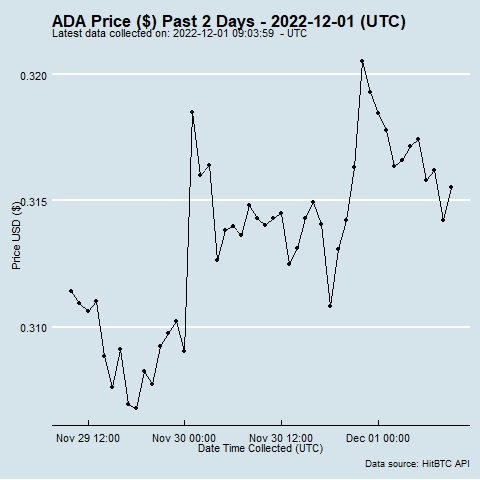 ADA Price ($) Past 2 Days - 2022-12-01 (UTC)
Latest data collected on: 2022-12-01 09:03:59 - UTC
0.320
0.315
0.310
Price USD ($)
Nov 29 12:00
Nov 30 00:00
Nov 30 12:00
Dec 01 00:00
Date Time Collected (UTC)
Data source: HitBTC API